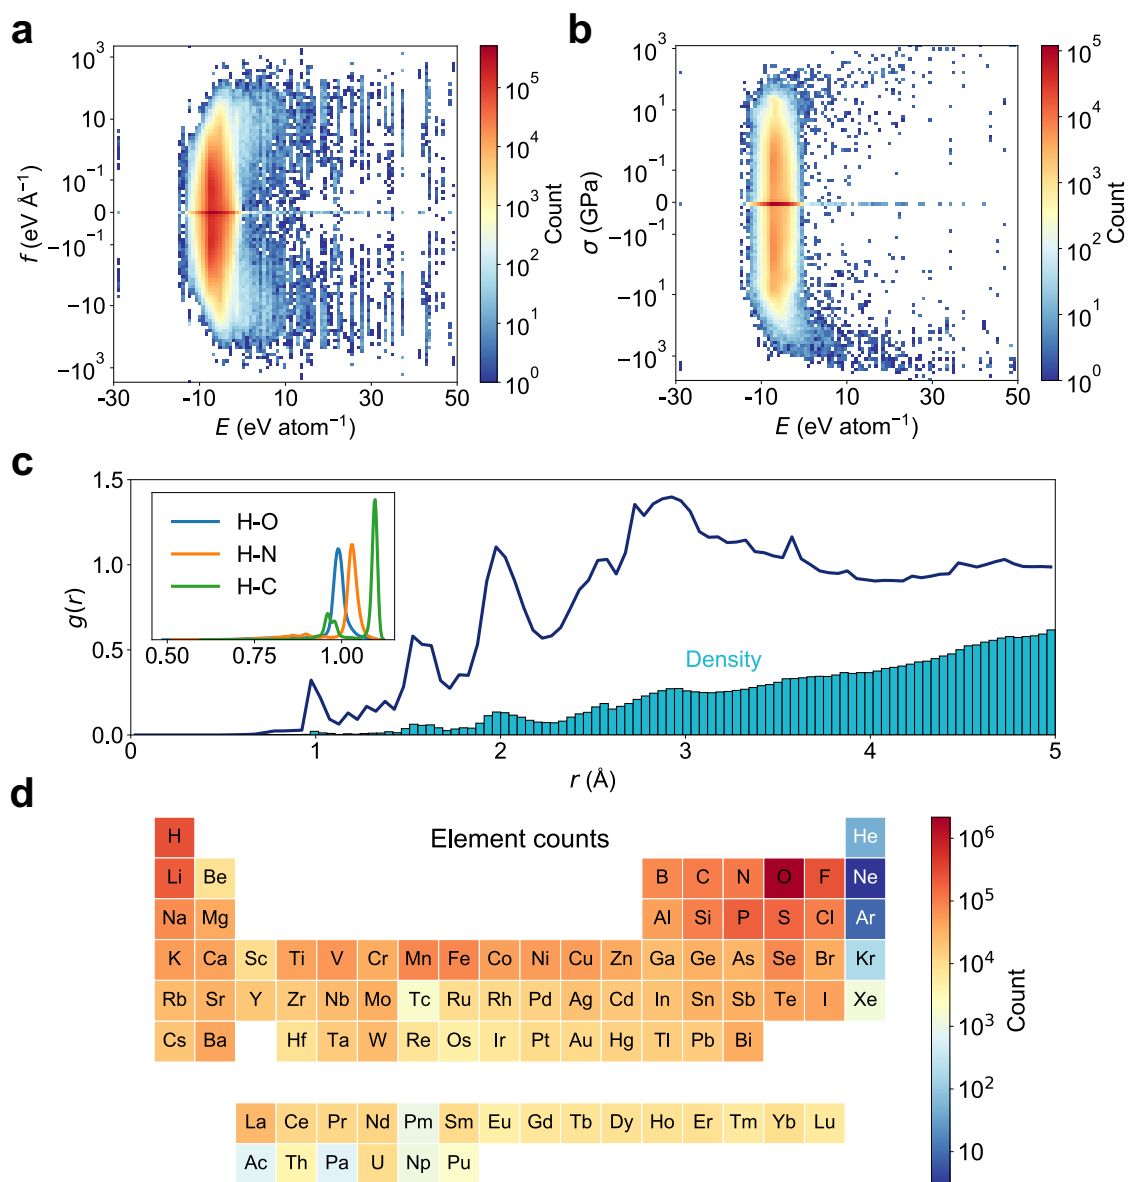 a
10³
10
10⁻¹
0
−10⁻¹
−10
−10³
f (eV Å⁻¹)
-30
-10
10
30
50
E (eV atom⁻¹)
10⁵
10⁴
10³
10²
10¹
10⁰
Count
b
10³
10¹
10⁻¹
0
−10⁻¹
−10¹
−10³
σ (GPa)
-30
-10
10
30
50
E (eV atom⁻¹)
10⁵
10⁴
10³
10²
10¹
10⁰
Count
c
1.5
1.0
0.5
0.0
g(r)
H-O
H-N
H-C
0.50
0.75
1.00
Density
0
1
2
3
4
5
r (Å)
d
Element counts
H He
Li Be B C N O F Ne
Na Mg Al Si P S Cl Ar
K Ca Sc Ti V Cr Mn Fe Co Ni Cu Zn Ga Ge As Se Br Kr
Rb Sr Y Zr Nb Mo Tc Ru Rh Pd Ag Cd In Sn Sb Te I Xe
Cs Ba Hf Ta W Re Os Ir Pt Au Hg Tl Pb Bi
La Ce Pr Nd Pm Sm Eu Gd Tb Dy Ho Er Tm Yb Lu
Ac Th Pa U Np Pu
10⁶
10⁵
10⁴
10³
10²
10
Count